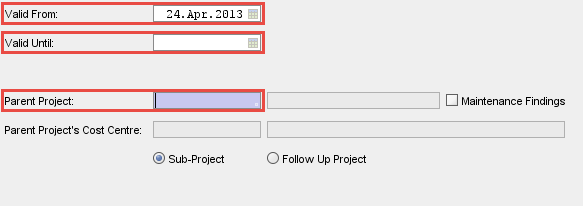 Valid From: 24.Apr.2013
Valid Until:
Parent Project: Maintenance Findings
Parent Project's Cost Centre:
Sub-Project Follow Up Project